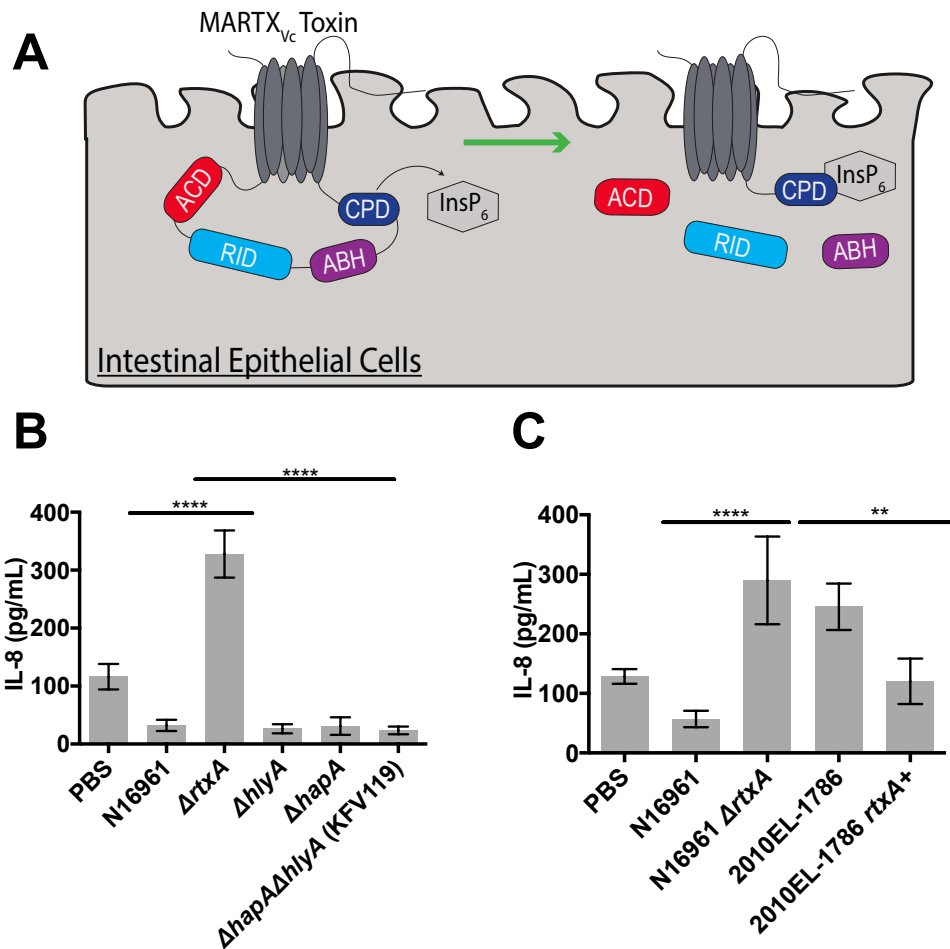 A
MARTXVc Toxin
ACD
RID
ABH
CPD
InsP6
ACD
RID
ABH
CPD
InsP6
Intestinal Epithelial Cells
B
****
****
400
300
200
100
0
IL-8 (pg/mL)
PBS
N16961
ΔrtxA
ΔhlyA
ΔhapA
ΔhapAΔhlyA (KFV119)
C
****
**
400
300
200
100
0
IL-8 (pg/mL)
PBS
N16961
N16961 ΔrtxA
2010EL-1786
2010EL-1786 rtxA+